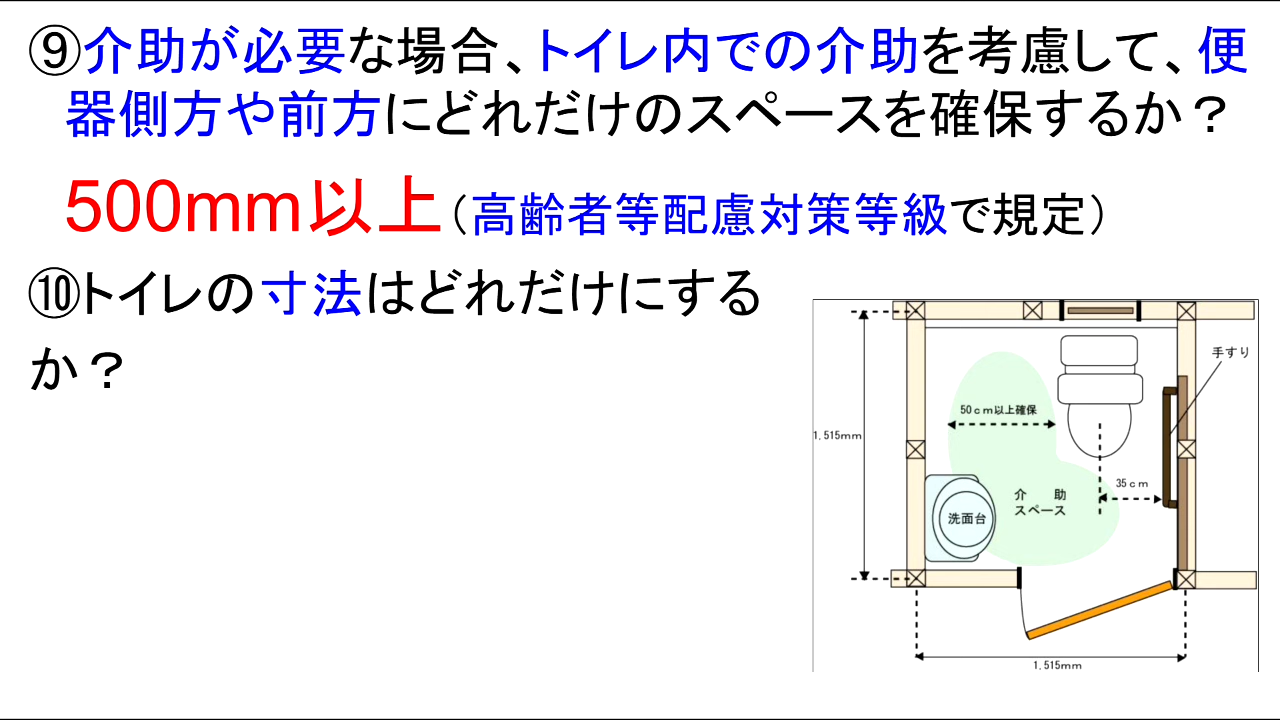 ⑨介助が必要な場合、トイレ内での介助を考慮して、便
器側方や前方にどれだけのスペースを確保するか？
500mm以上（高齢者等配慮対策等級で規定）
⑩トイレの寸法はどれだけにする
か？
手すり
50ｃｍ以上確保
1,515mm
35ｃｍ
介　助
スペース
洗面台
1,515mm